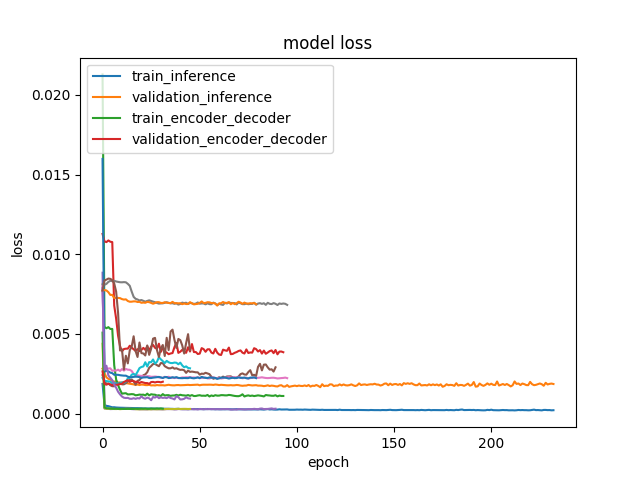 model loss
train_inference
validation_inference
train_encoder_decoder
validation_encoder_decoder
0.020
0.015
0.010
0.005
0.000
loss
0
50
100
150
200
epoch